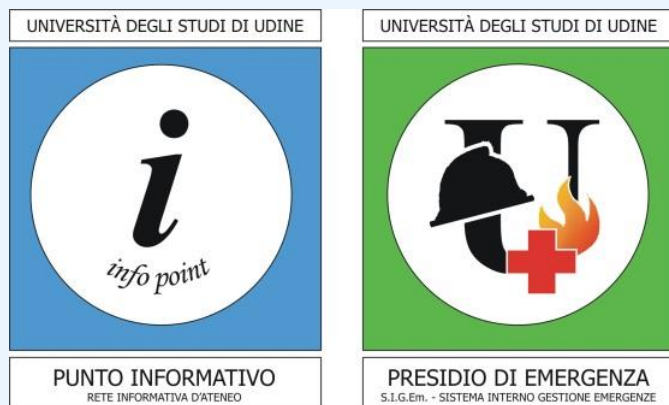 UNIVERSITÀ DEGLI STUDI DI UDINE
i
info point
PUNTO INFORMATIVO
RETE INFORMATIVA D'ATENEO
UNIVERSITÀ DEGLI STUDI DI UDINE
U
PRESIDIO DI EMERGENZA
S.I.G.Em. - SISTEMA INTERNO GESTIONE EMERGENZE